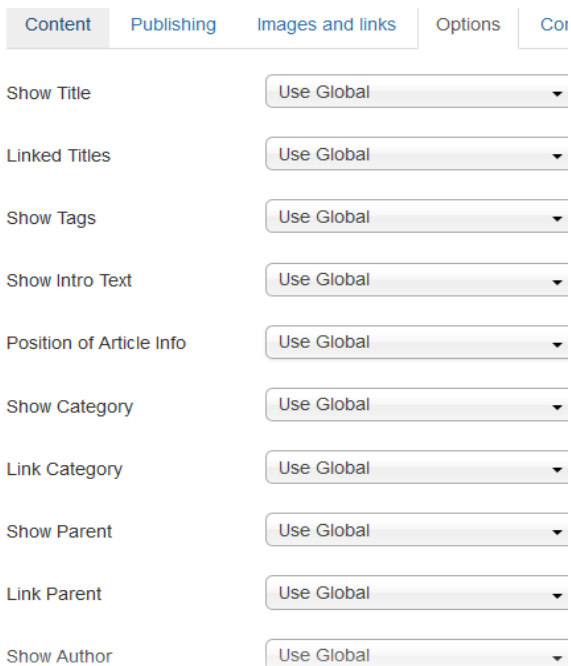 Content Publishing Images and links Options Cor
Show Title Use Global
Linked Titles Use Global
Show Tags Use Global
Show Intro Text Use Global
Position of Article Info Use Global
Show Category Use Global
Link Category Use Global
Show Parent Use Global
Link Parent Use Global
Show Author Use Global